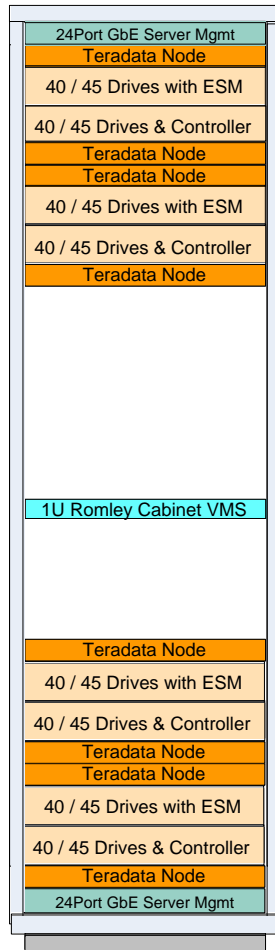 24Port GbE Server Mgmt
Teradata Node
40 / 45 Drives with ESM
40 / 45 Drives & Controller
Teradata Node
Teradata Node
40 / 45 Drives with ESM
40 / 45 Drives & Controller
Teradata Node
1U Romley Cabinet VMS
Teradata Node
40 / 45 Drives with ESM
40 / 45 Drives & Controller
Teradata Node
Teradata Node
40 / 45 Drives with ESM
40 / 45 Drives & Controller
Teradata Node
24Port GbE Server Mgmt